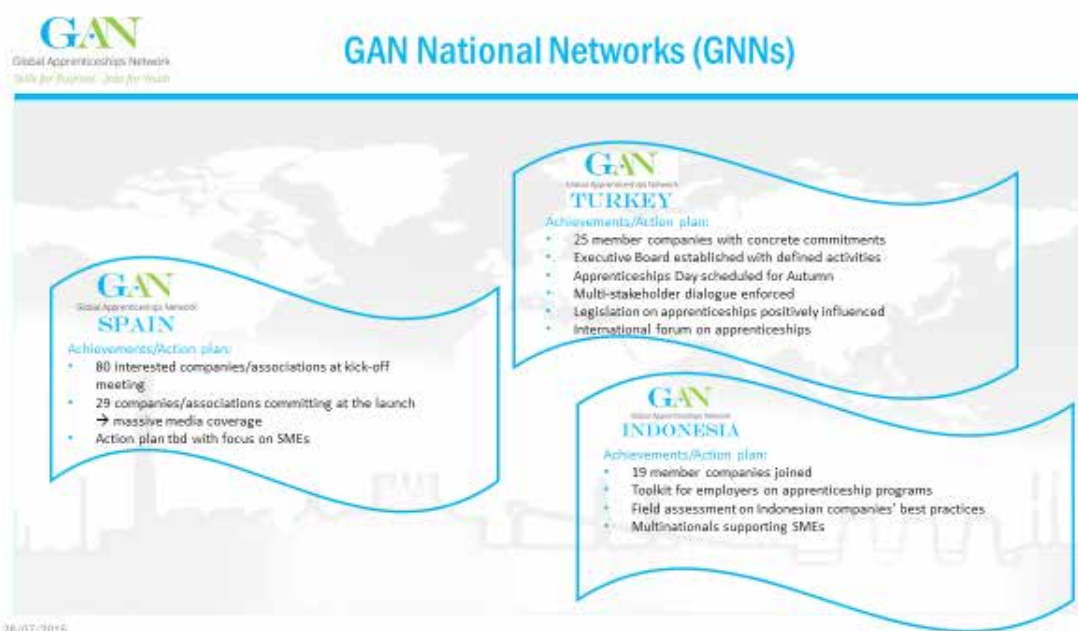 GAN
Global Apprenticeships Network
Skills for Business - Jobs for Youth
GAN National Networks (GNNs)
GAN
Global Apprenticeships Network
TURKEY
Achievements/Action plan:
• 25 member companies with concrete commitments
• Executive Board established with defined activities
• Apprenticeships Day scheduled for Autumn
• Multi-stakeholder dialogue enforced
• Legislation on apprenticeships positively influenced
• International forum on apprenticeships
GAN
Global Apprenticeships Network
SPAIN
Achievements/Action plan:
• 80 interested companies/associations at kick-off
meeting
• 29 companies/associations committing at the launch
→ massive media coverage
• Action plan tbd with focus on SMEs
GAN
Global Apprenticeships Network
INDONESIA
Achievements/Action plan:
• 19 member companies joined
• Toolkit for employers on apprenticeship programs
• Field assessment on Indonesian companies' best practices
• Multinationals supporting SMEs